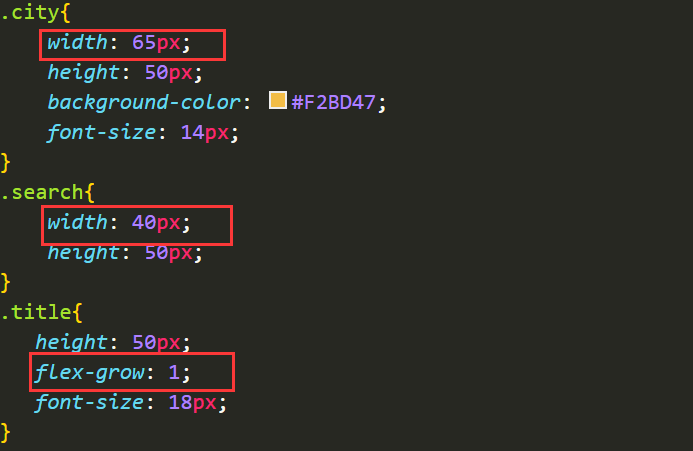 .city{
width: 65px;
height: 50px;
background-color: #F2BD47;
font-size: 14px;
}
.search{
width: 40px;
height: 50px;
}
.title{
height: 50px;
flex-grow: 1;
font-size: 18px;
}